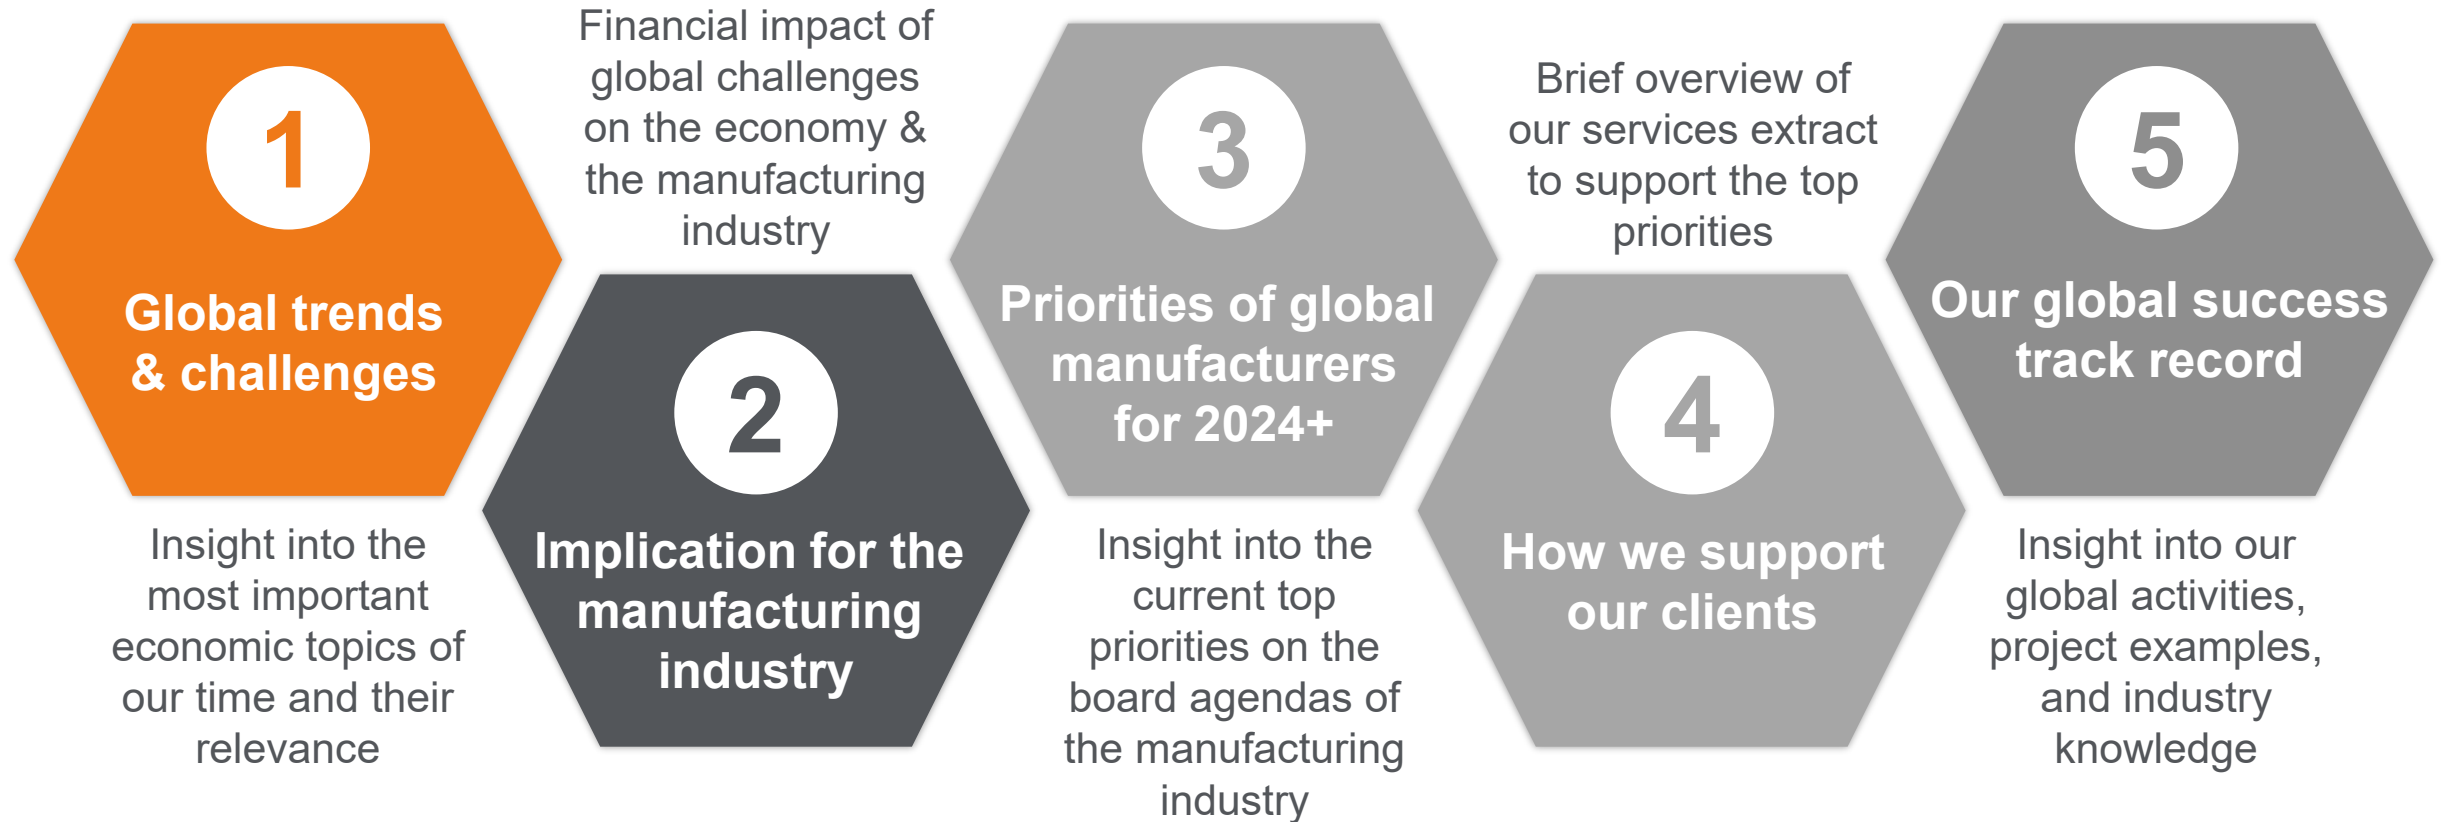 1
Global trends
& challenges
Insight into the
most important
economic topics of
our time and their
relevance
Financial impact of
global challenges
on the economy &
the manufacturing
industry
2
Implication for the
manufacturing
industry
3
Priorities of global
manufacturers
for 2024+
Insight into the
current top
priorities on the
board agendas of
the manufacturing
industry
Brief overview of
our services extract
to support the top
priorities
4
How we support
our clients
5
Our global success
track record
Insight into our
global activities,
project examples,
and industry
knowledge